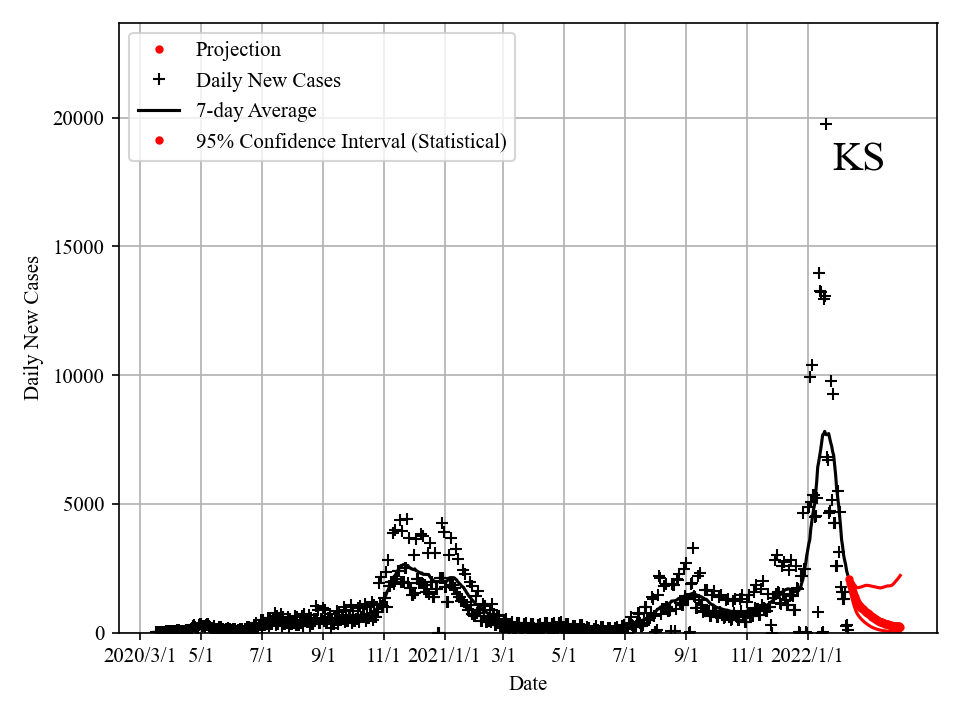 Projection
Daily New Cases
7-day Average
95% Confidence Interval (Statistical)
KS
20000
15000
10000
5000
0
Daily New Cases
2020/3/1 5/1 7/1 9/1 11/1 2021/1/1 3/1 5/1 7/1 9/1 11/1 2022/1/1
Date